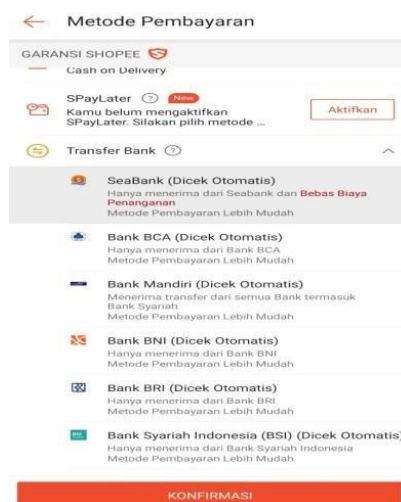 Metode Pembayaran
GARANSI SHOPEE
Cash on Delivery
SPayLater ? New
Kamu belum mengaktifkan
SPayLater. Silakan pilih metode ...
Aktifkan
Transfer Bank ?
SeaBank (Dicek Otomatis)
Hanya menerima dari Seabank dan Bebas Biaya
Penanganan
Metode Pembayaran Lebih Mudah
Bank BCA (Dicek Otomatis)
Hanya menerima dari Bank BCA
Metode Pembayaran Lebih Mudah
Bank Mandiri (Dicek Otomatis)
Menerima transfer dari semua Bank termasuk
Bank Syariah
Metode Pembayaran Lebih Mudah
Bank BNI (Dicek Otomatis)
Hanya menerima dari Bank BNI
Metode Pembayaran Lebih Mudah
Bank BRI (Dicek Otomatis)
Hanya menerima dari Bank BRI
Metode Pembayaran Lebih Mudah
Bank Syariah Indonesia (BSI) (Dicek Otomatis)
Hanya menerima dari Bank Syariah Indonesia
Metode Pembayaran Lebih Mudah
KONFIRMASI